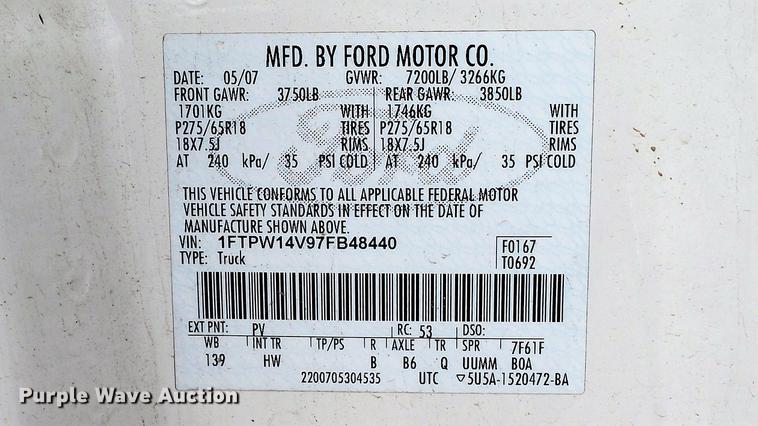 MFD. BY FORD MOTOR CO.
DATE: 05/07 GVWR: 7200LB/ 3266KG
FRONT GAWR: 3750LB REAR GAWR: 3850LB
1701KG WITH 1746KG WITH
P275/65R18 TIRES P275/65R18 TIRES
18X7.5J RIMS 18X7.5J RIMS
AT 240 kPa/ 35 PSI COLD AT 240 kPa/ 35 PSI COLD
Ford
THIS VEHICLE CONFORMS TO ALL APPLICABLE FEDERAL MOTOR
VEHICLE SAFETY STANDARDS IN EFFECT ON THE DATE OF
MANUFACTURE SHOWN ABOVE.
VIN: 1FTPW14V97FB48440 F0167
TYPE: Truck T0692
EXT PNT: PV RC: 53 DSO:
WB INT TR TP/PS R AXLE TR SPR 7F61F
139 HW B B6 Q UUMM BOA
2200705304535 UTC ▽5U5A-1520472-BA
Purple Wave Auction